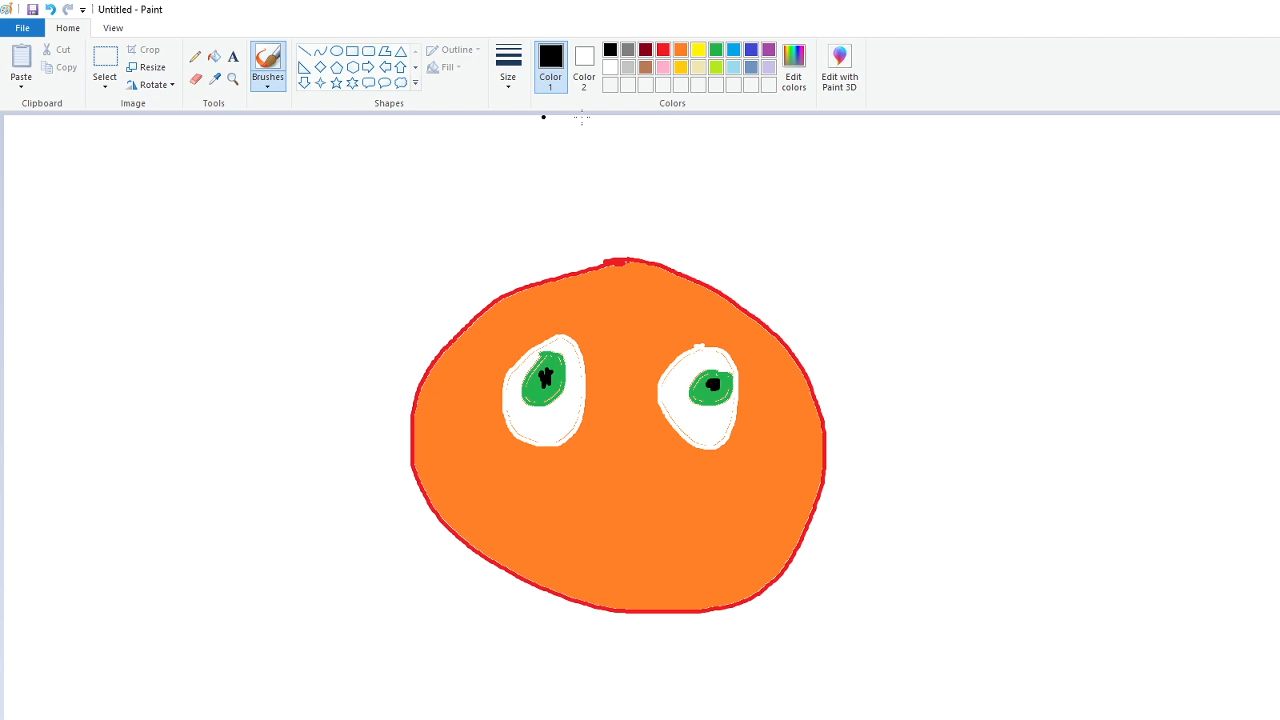 Untitled - Paint
File Home View
Paste
Cut
Copy
Clipboard
Select
Crop
Resize
Rotate
Image
A
Tools
Brushes
Shapes
Outline
Fill
Size
Color 1
Color 2
Colors
Edit colors
Edit with Paint 3D